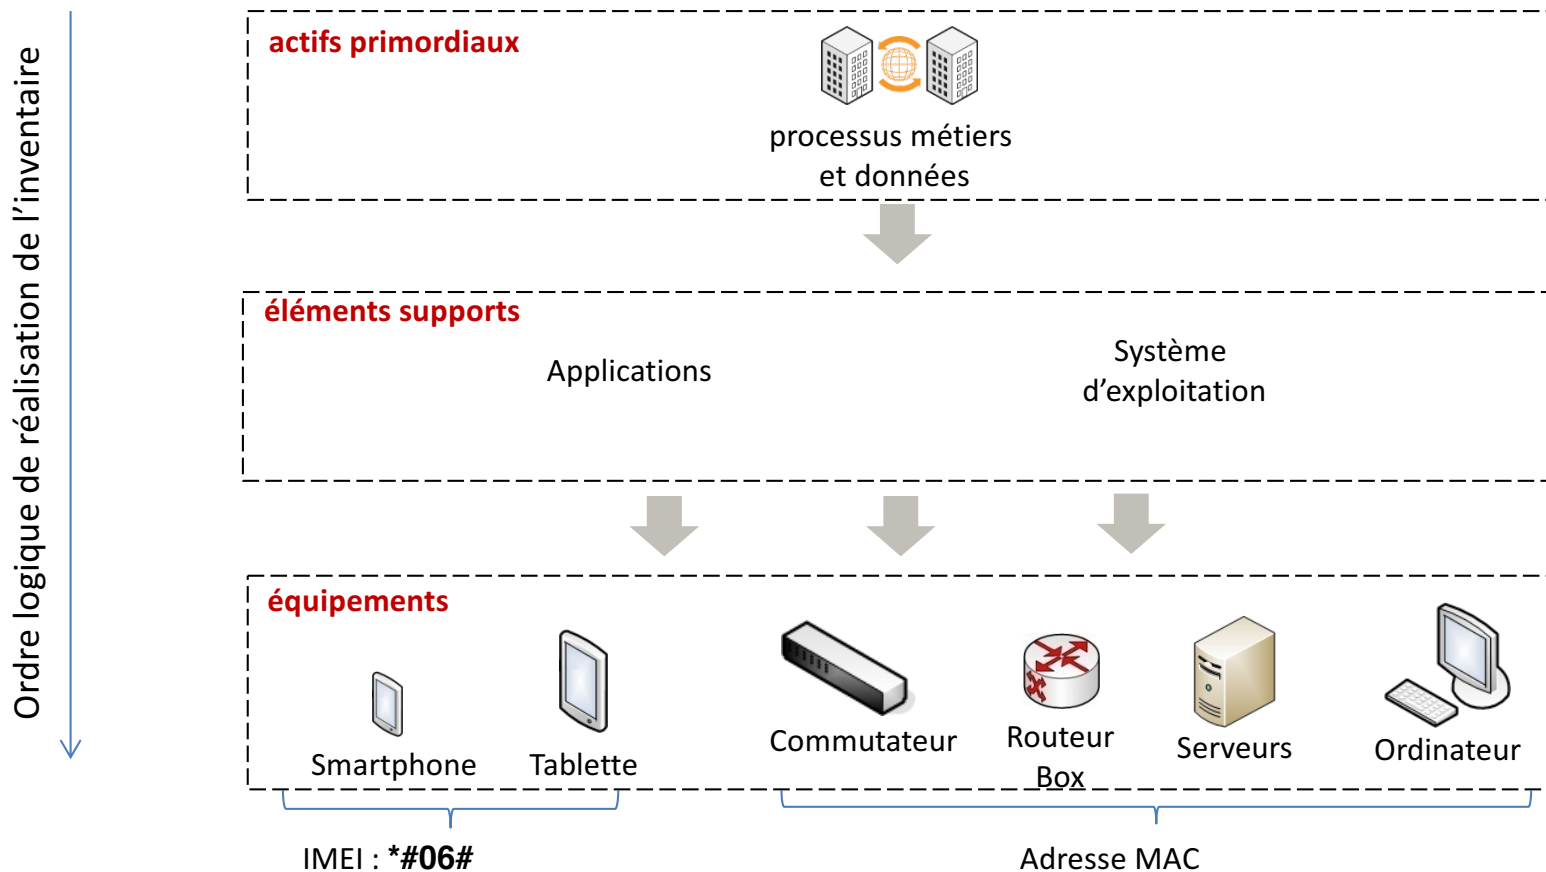 Ordre logique de réalisation de l'inventaire
actifs primordiaux
processus métiers
et données
éléments supports
Applications
Système
d'exploitation
équipements
Smartphone
Tablette
Commutateur
Routeur
Box
Serveurs
Ordinateur
IMEI : *#06#
Adresse MAC